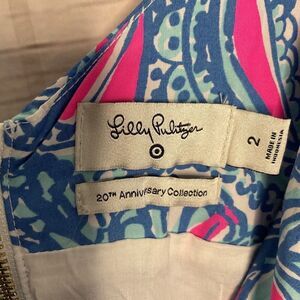 Lilly Pulitzer
2
MADE IN
INDONESIA
20TH Anniversary Collection